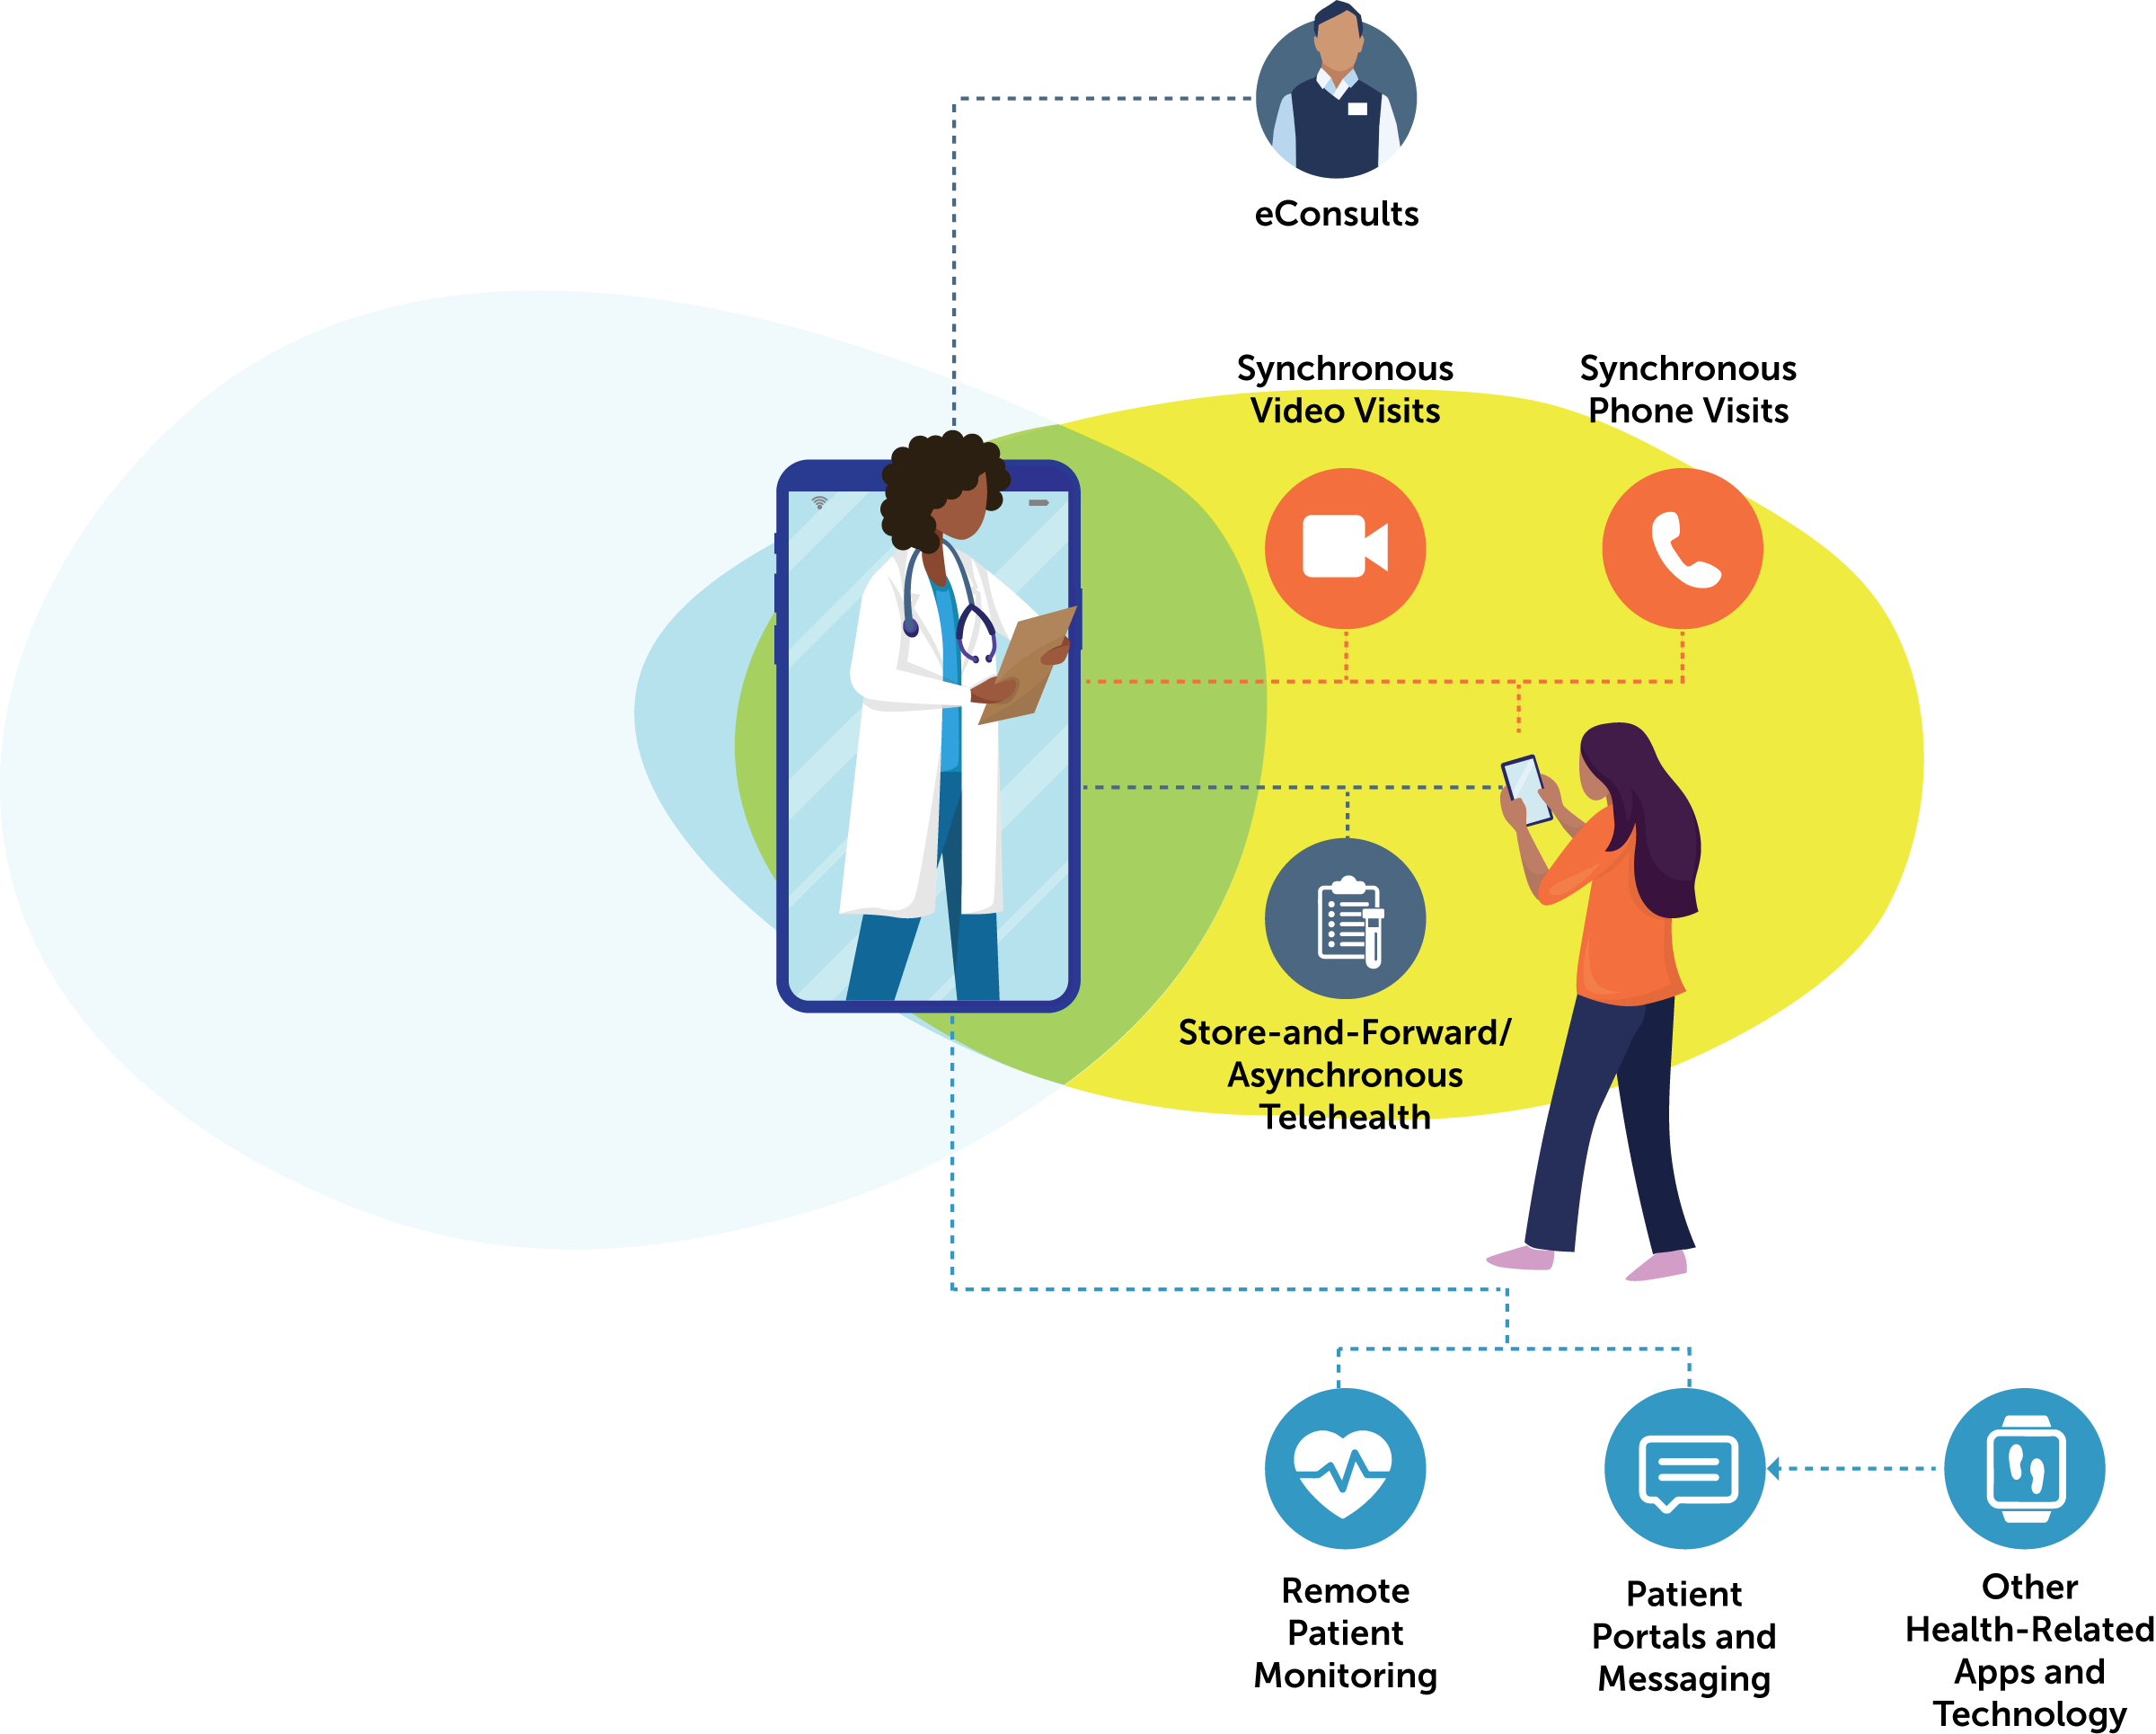 eConsults
Synchronous
Video Visits
Synchronous
Phone Visits
Store-and-Forward/
Asynchronous
Telehealth
Remote
Patient
Monitoring
Patient
Portals and
Messaging
Other
Health-Related
Apps and
Technology